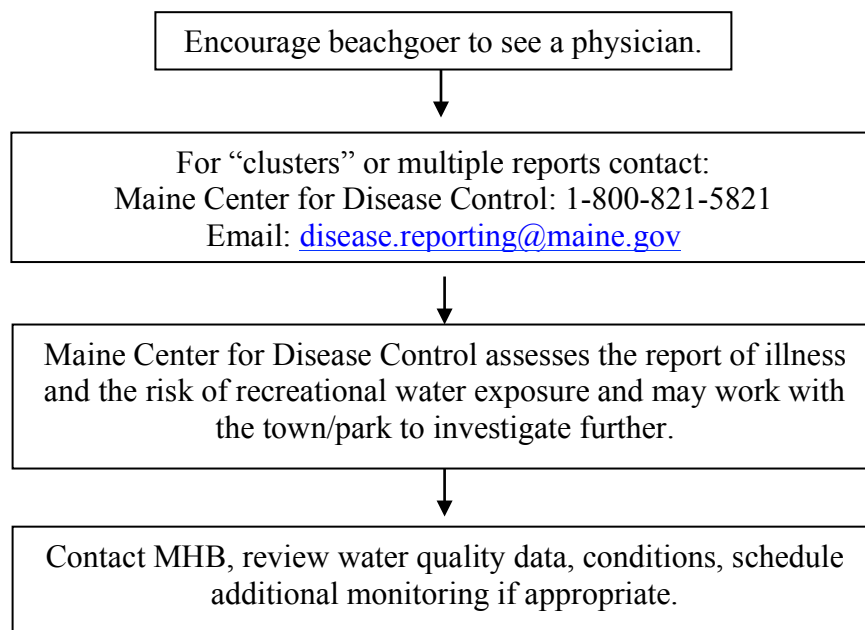 Encourage beachgoer to see a physician.
For “clusters” or multiple reports contact:
Maine Center for Disease Control: 1-800-821-5821
Email: disease.reporting@maine.gov
Maine Center for Disease Control assesses the report of illness
and the risk of recreational water exposure and may work with
the town/park to investigate further.
Contact MHB, review water quality data, conditions, schedule
additional monitoring if appropriate.